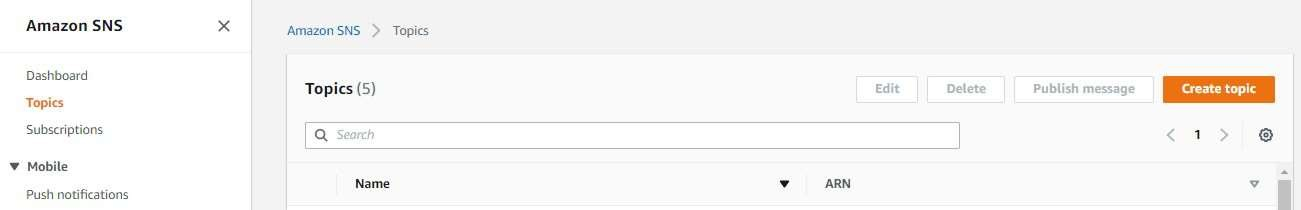 Amazon SNS
Dashboard
Topics
Subscriptions
Mobile
Push notifications
Amazon SNS Topics
Topics (5) Edit Delete Publish message Create topic
Search 1
Name ARN